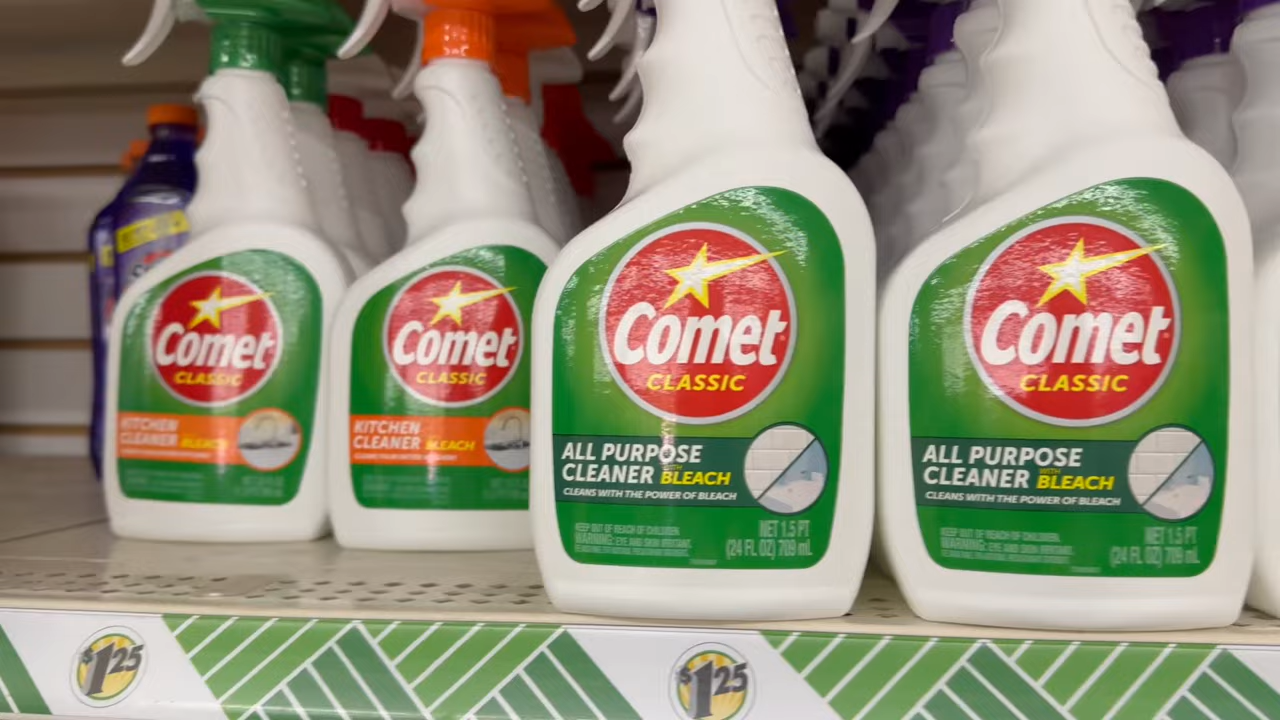 Comet
CLASSIC
KITCHEN
CLEANER BLEACH
Comet
CLASSIC
KITCHEN
CLEANER BLEACH
Comet
CLASSIC
ALL PURPOSE
CLEANER WITH BLEACH
CLEANS WITH THE POWER OF BLEACH
KEEP OUT OF REACH OF CHILDREN.
WARNING: EYE AND SKIN IRRITANT.
NET 1.5 PT
(24 FL OZ) 709 mL
Comet
CLASSIC
ALL PURPOSE
CLEANER WITH BLEACH
CLEANS WITH THE POWER OF BLEACH
KEEP OUT OF REACH OF CHILDREN.
WARNING: EYE AND SKIN IRRITANT.
NET 1.5 PT
(24 FL OZ) 709 mL
$1.25
$1.25